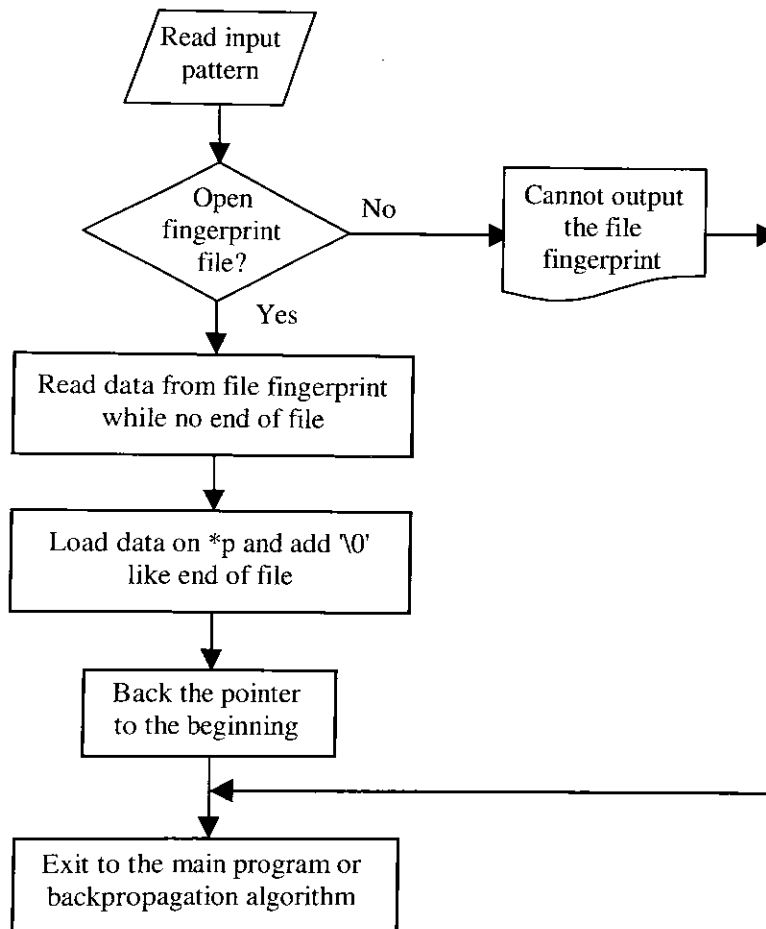 Read input
pattern
Open
fingerprint
file?
No
Cannot output
the file
fingerprint
Yes
Read data from file fingerprint
while no end of file
Load data on *p and add '\0'
like end of file
Back the pointer
to the beginning
Exit to the main program or
backpropagation algorithm